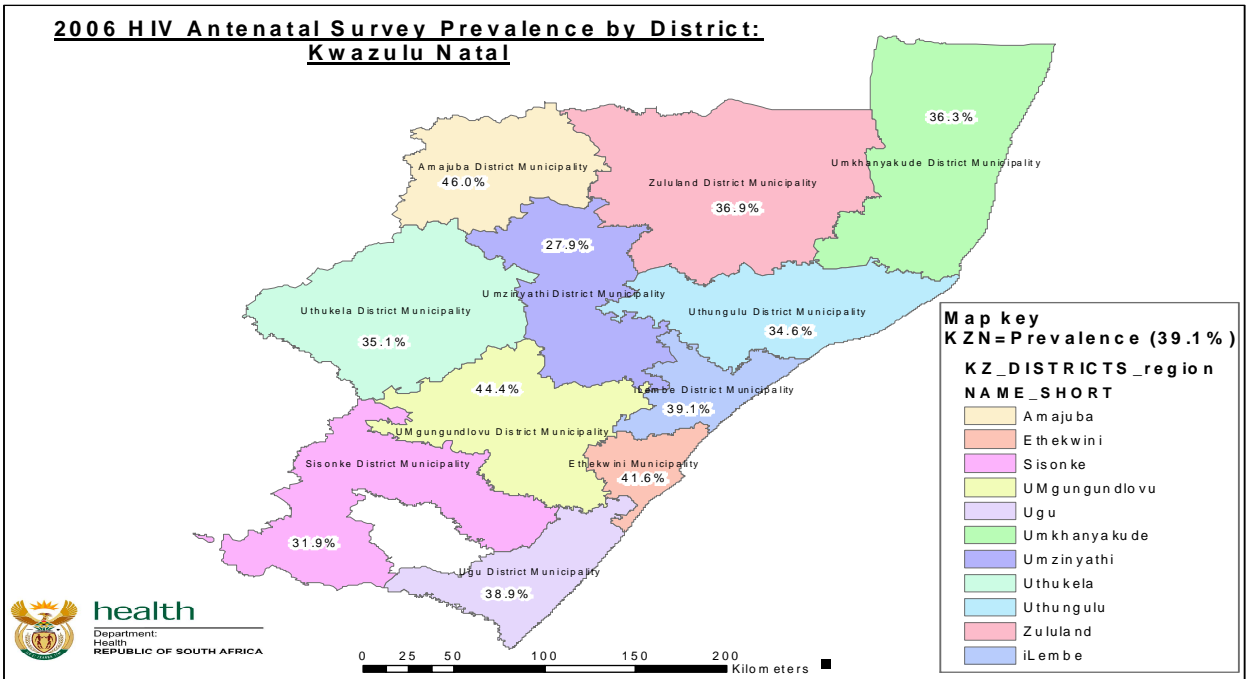 2006 HIV Antenatal Survey Prevalence by District:
Kwazulu Natal
36.3%
Umkhanyakude District Municipality
Amajuba District Municipality
46.0%
Zululand District Municipality
36.9%
27.9%
Umzinyathi District Municipality
Uthukela District Municipality
35.1%
Uthungulu District Municipality
34.6%
44.4%
iLembe District Municipality
39.1%
UMgungundlovu District Municipality
Sisonke District Municipality
Ethekwini Municipality
41.6%
31.9%
Ugu District Municipality
38.9%
Map key
KZN=Prevalence (39.1%)
KZ_DISTRICTS_region
NAME_SHORT
Amajuba
Ethekwini
Sisonke
UMgungundlovu
Ugu
Umkhanyakude
Umzinyathi
Uthukela
Uthungulu
Zululand
iLembe
health
Department:
Health
REPUBLIC OF SOUTH AFRICA
0 25 50 100 150 200
Kilometers